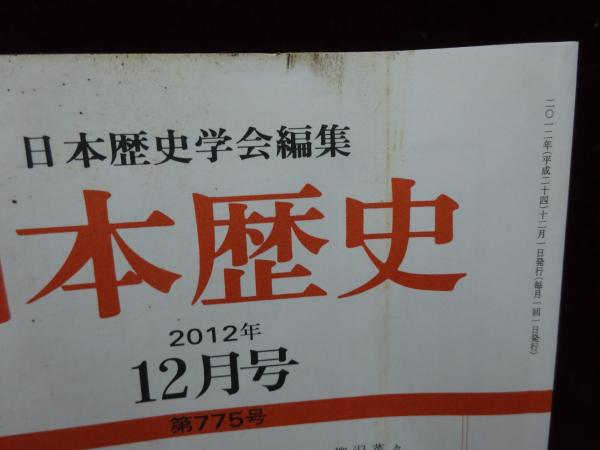 日本歴史学会編集
本歴史
2012年
12月号
第775号
二〇一二年(平成二十四)十二月一日発行(毎月一回一日発行)